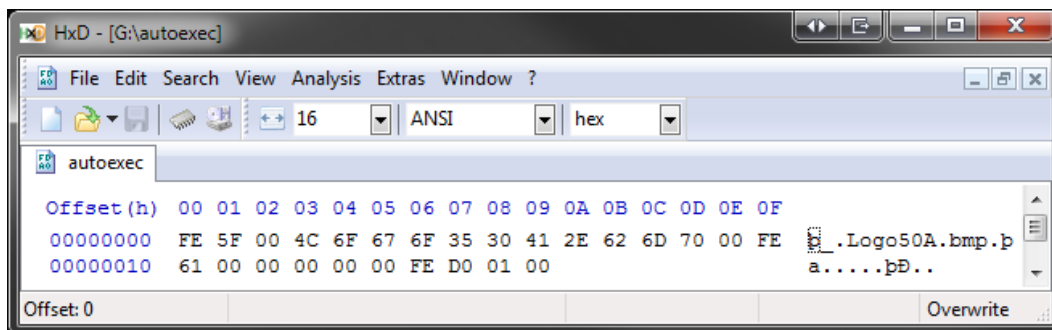 HxD - [G:\autoexec]
File Edit Search View Analysis Extras Window ?
16 ANSI hex
autoexec
Offset(h) 00 01 02 03 04 05 06 07 08 09 0A 0B 0C 0D 0E 0F
00000000 FE 5F 00 4C 6F 67 6F 35 30 41 2E 62 6D 70 00 FE þ_.Logo50A.bmp.þ
00000010 61 00 00 00 00 00 FE D0 01 00 a.....þÐ..
Offset: 0 Overwrite